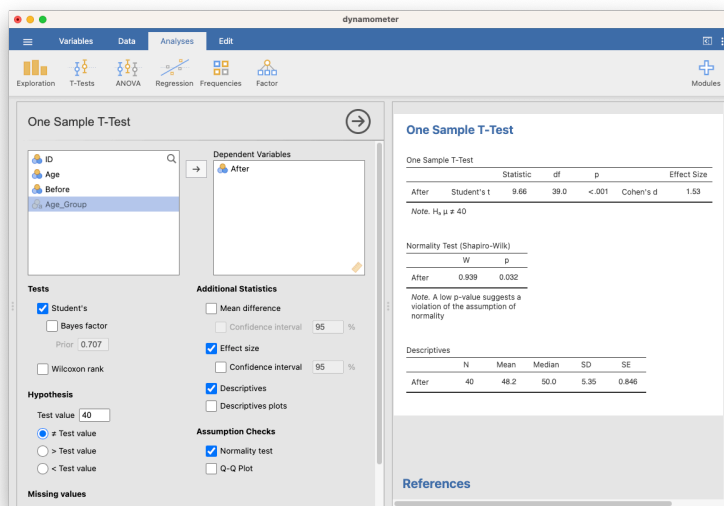 dynamometer
Variables Data Analyses Edit
Exploration T-Tests ANOVA Regression Frequencies Factor Modules
One Sample T-Test
ID
Age
Before
Age_Group
Dependent Variables
After
Tests
Student's
Bayes factor
Prior 0.707
Wilcoxon rank
Hypothesis
Test value 40
≠ Test value
> Test value
< Test value
Missing values
Additional Statistics
Mean difference
Confidence interval 95 %
Effect size
Confidence interval 95 %
Descriptives
Descriptives plots
Assumption Checks
Normality test
Q-Q Plot
One Sample T-Test
One Sample T-Test
Statistic df p Effect Size
After Student's t 9.66 39.0 <.001 Cohen's d 1.53
Note. Hₐ μ ≠ 40
Normality Test (Shapiro-Wilk)
W p
After 0.939 0.032
Note. A low p-value suggests a
violation of the assumption of
normality
Descriptives
N Mean Median SD SE
After 40 48.2 50.0 5.35 0.846
References